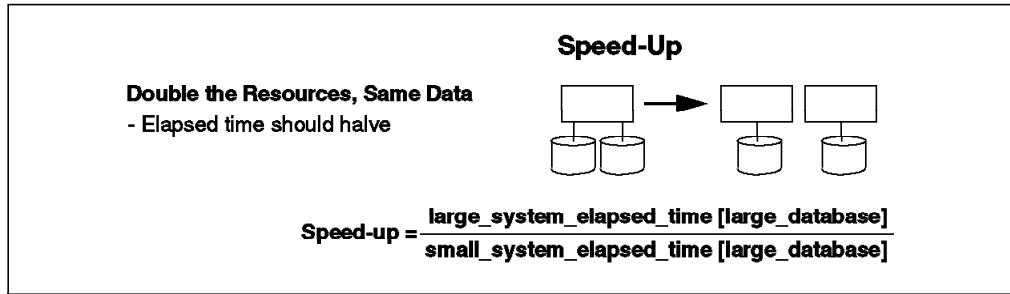 Speed-Up
Double the Resources, Same Data
- Elapsed time should halve
Speed-up = large_system_elapsed_time [large_database]
small_system_elapsed_time [large_database]